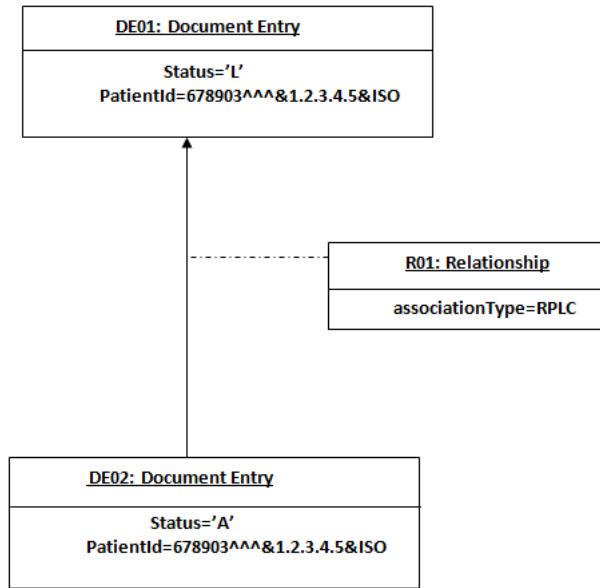 DE01: Document Entry
Status=’L’
PatientId=678903^^^&1.2.3.4.5&ISO
R01: Relationship
associationType=RPLC
DE02: Document Entry
Status=’A’
PatientId=678903^^^&1.2.3.4.5&ISO